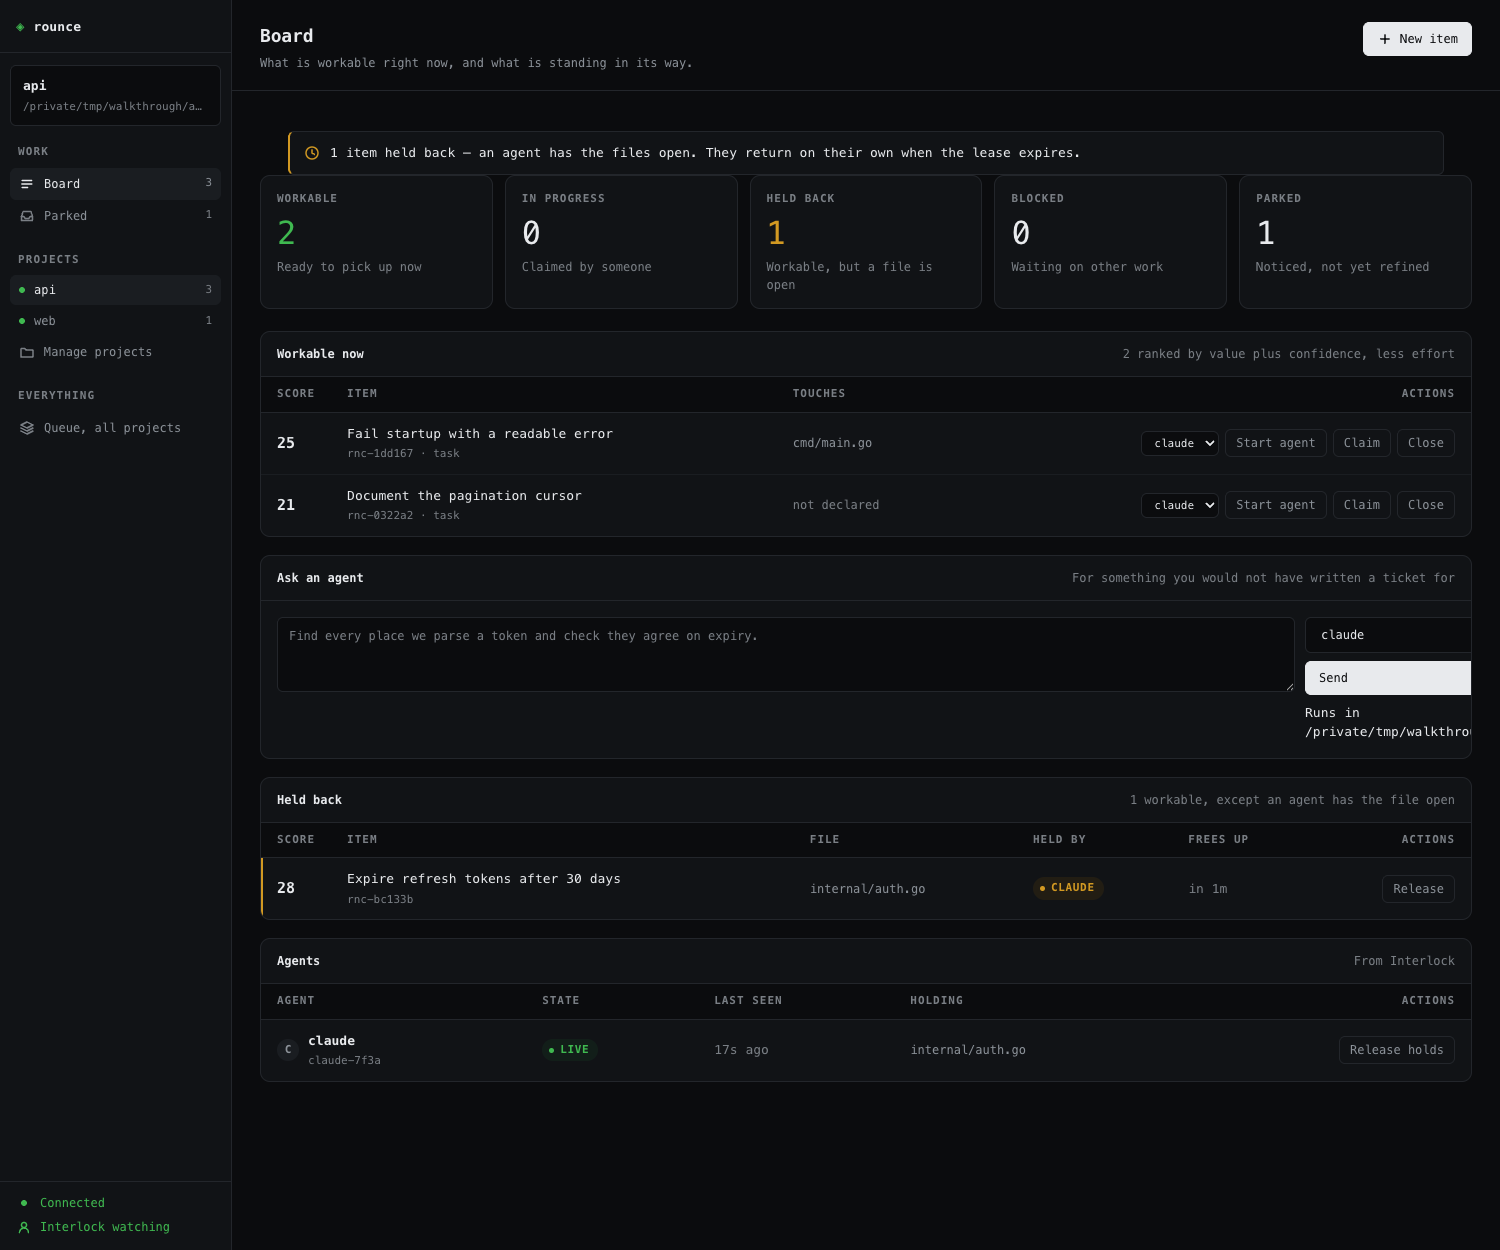 rounce
api
/private/tmp/walkthrough/a…
WORK
Board 3
Parked 1
PROJECTS
api 3
web 1
Manage projects
EVERYTHING
Queue, all projects
Connected
Interlock watching
Board
What is workable right now, and what is standing in its way.
New item
1 item held back — an agent has the files open. They return on their own when the lease expires.
WORKABLE
2
Ready to pick up now
IN PROGRESS
0
Claimed by someone
HELD BACK
1
Workable, but a file is
open
BLOCKED
0
Waiting on other work
PARKED
1
Noticed, not yet refined
Workable now 2 ranked by value plus confidence, less effort
SCORE ITEM TOUCHES ACTIONS
25 Fail startup with a readable error cmd/main.go claude Start agent Claim Close
rnc-1dd167 · task
21 Document the pagination cursor not declared claude Start agent Claim Close
rnc-0322a2 · task
Ask an agent For something you would not have written a ticket for
Find every place we parse a token and check they agree on expiry.
claude
Send
Runs in
/private/tmp/walkthrou
Held back 1 workable, except an agent has the file open
SCORE ITEM FILE HELD BY FREES UP ACTIONS
28 Expire refresh tokens after 30 days internal/auth.go CLAUDE in 1m Release
rnc-bc133b
Agents From Interlock
AGENT STATE LAST SEEN HOLDING ACTIONS
C claude LIVE 17s ago internal/auth.go Release holds
claude-7f3a